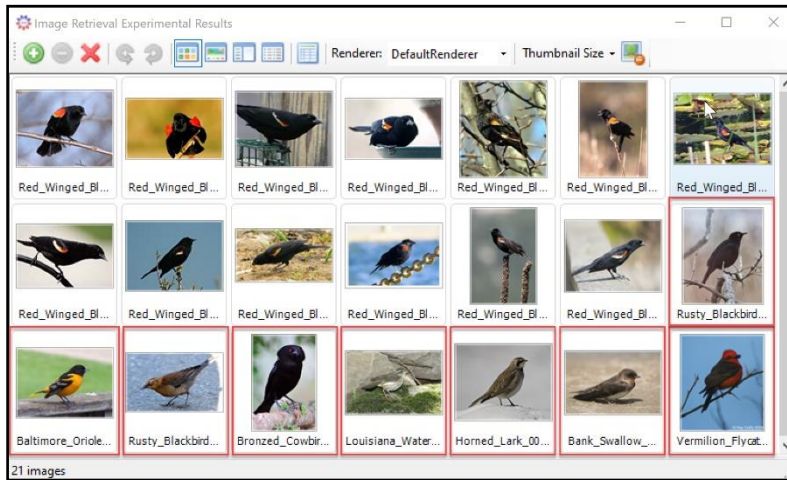 Image Retrieval Experimental Results
Renderer: DefaultRenderer Thumbnail Size
Red_Winged_Bl... Red_Winged_Bl... Red_Winged_Bl... Red_Winged_Bl... Red_Winged_Bl... Red_Winged_Bl... Red_Winged_Bl...
Red_Winged_Bl... Red_Winged_Bl... Red_Winged_Bl... Red_Winged_Bl... Red_Winged_Bl... Red_Winged_Bl... Rusty_Blackbird...
Baltimore_Oriole... Rusty_Blackbird... Bronzed_Cowbir... Louisiana_Water... Horned_Lark_00... Bank_Swallow_... Vermilion_Flycat...
21 images